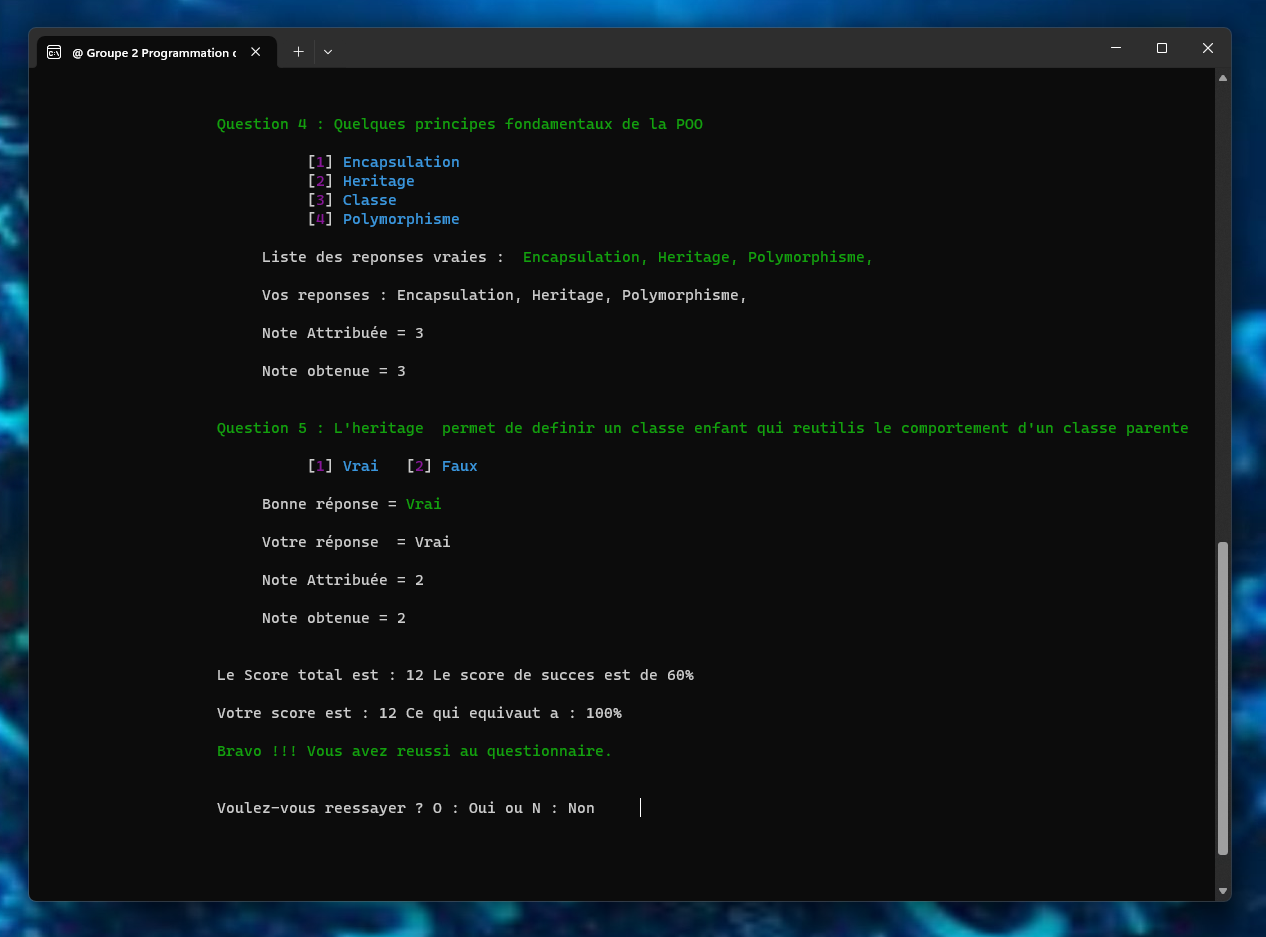 @ Groupe 2 Programmation
Question 4 : Quelques principes fondamentaux de la POO
[1] Encapsulation
[2] Heritage
[3] Classe
[4] Polymorphisme
Liste des reponses vraies :  Encapsulation, Heritage, Polymorphisme,
Vos reponses : Encapsulation, Heritage, Polymorphisme,
Note Attribuée = 3
Note obtenue = 3
Question 5 : L'heritage  permet de definir un classe enfant qui reutilis le comportement d'un classe parente
[1] Vrai   [2] Faux
Bonne réponse = Vrai
Votre réponse  = Vrai
Note Attribuée = 2
Note obtenue = 2
Le Score total est : 12 Le score de succes est de 60%
Votre score est : 12 Ce qui equivaut a : 100%
Bravo !!! Vous avez reussi au questionnaire.
Voulez-vous reessayer ? O : Oui ou N : Non